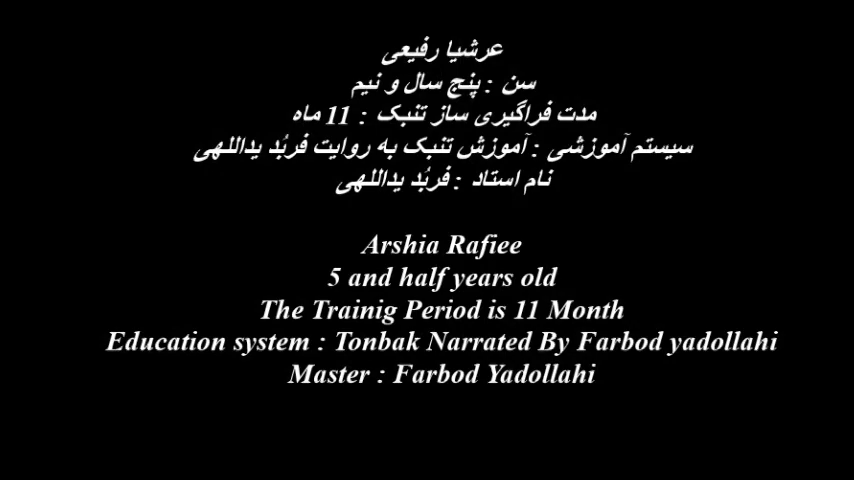 عرشیا رفیعی
سن : پنج سال و نیم
مدت فراگیری ساز تنبک : 11 ماه
سیستم آموزشی : آموزش تنبک به روایت فربُد یداللهی
نام استاد : فربُد یداللهی
Arshia Rafiee
5 and half years old
The Trainig Period is 11 Month
Education system : Tonbak Narrated By Farbod yadollahi
Master : Farbod Yadollahi